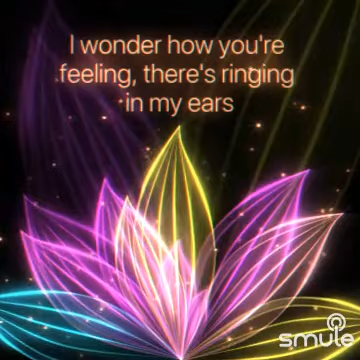 I wonder how you're
feeling, there's ringing
in my ears
smule